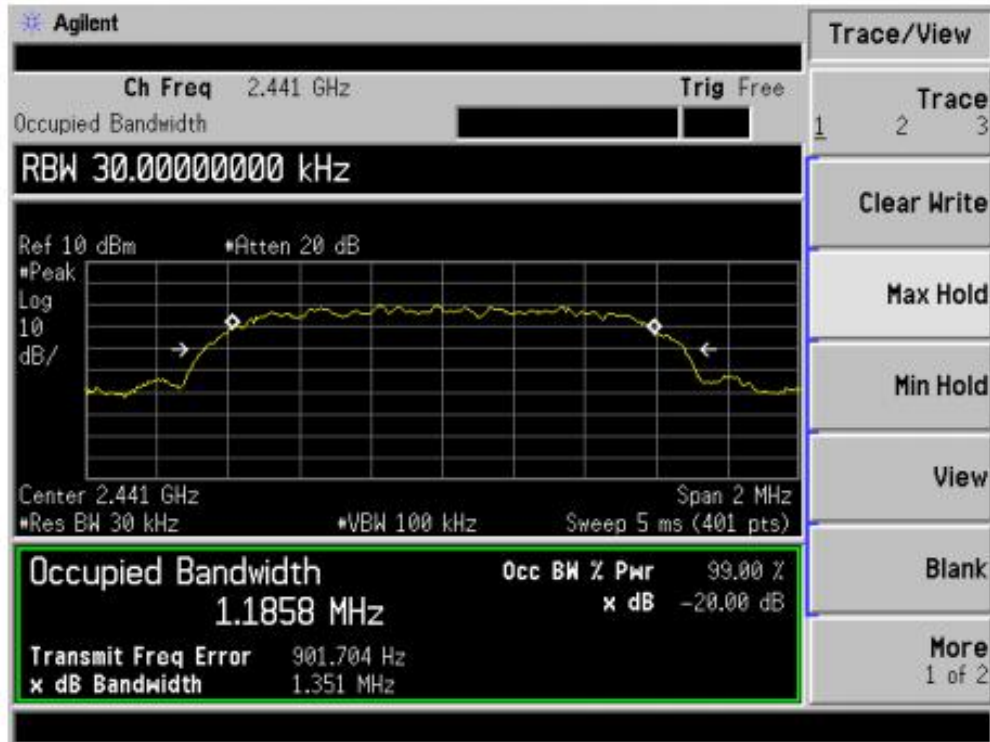 Agilent
Trace/View
Ch Freq 2.441 GHz Trig Free
Occupied Bandwidth
Trace
1 2 3
RBW 30.00000000 kHz
Clear Write
Ref 10 dBm #Atten 20 dB
#Peak
Log
10
dB/
Max Hold
Min Hold
View
Center 2.441 GHz Span 2 MHz
#Res BW 30 kHz #VBW 100 kHz Sweep 5 ms (401 pts)
Occupied Bandwidth
1.1858 MHz
Occ BW % Pwr 99.00 %
x dB -20.00 dB
Blank
Transmit Freq Error 901.704 Hz
x dB Bandwidth 1.351 MHz
More
1 of 2